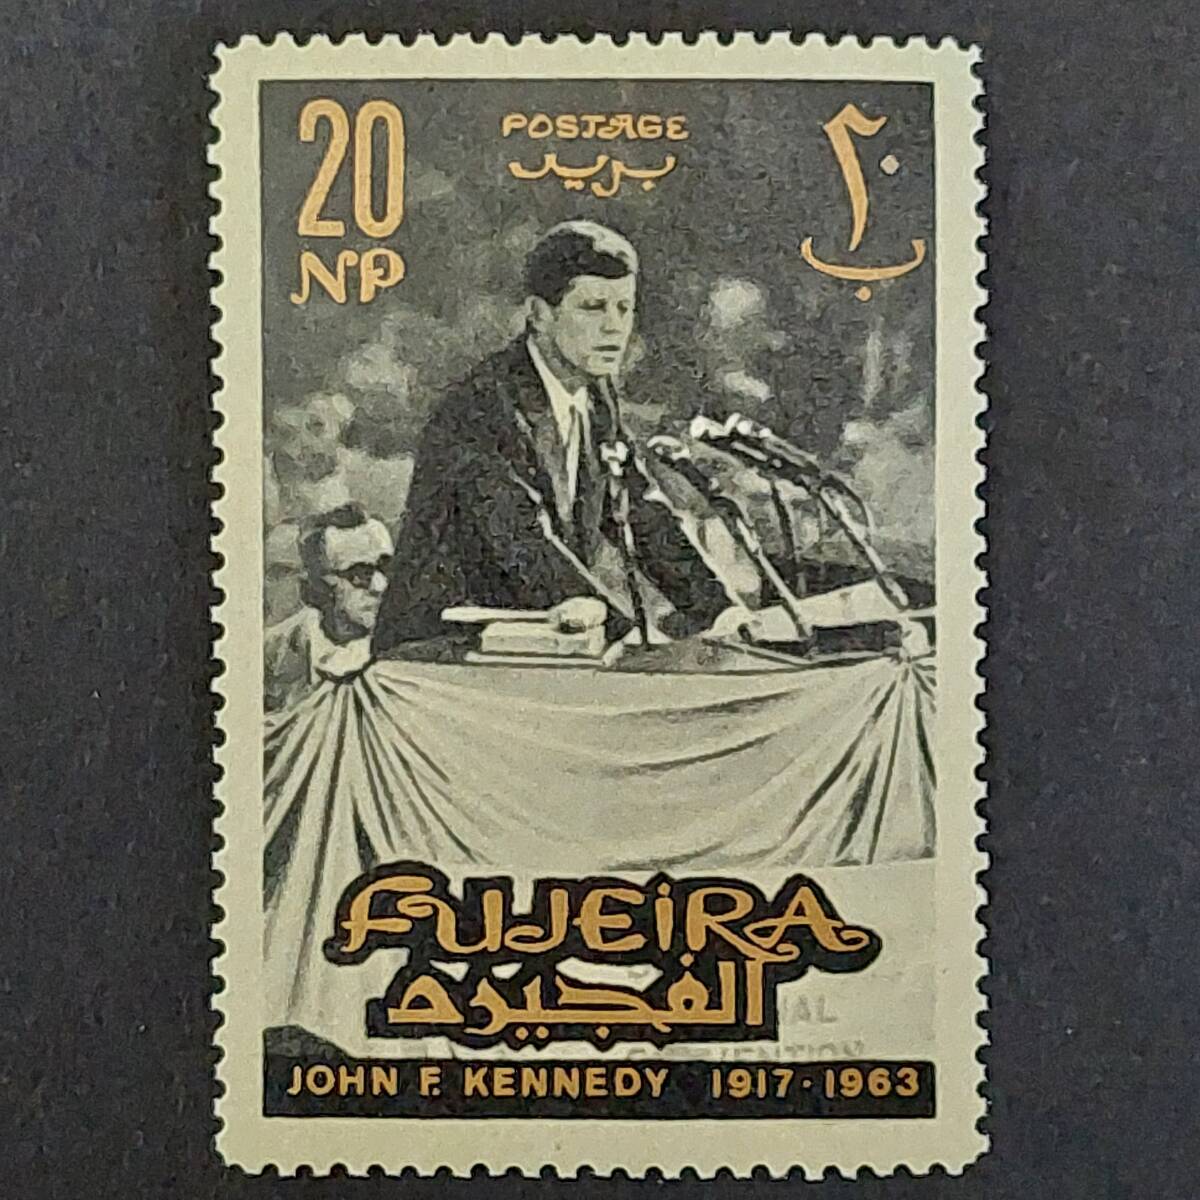 20 POSTAGE ٢٠
NP بريد ب
FUJEIRA
الفجيرة
JOHN F. KENNEDY 1917-1963